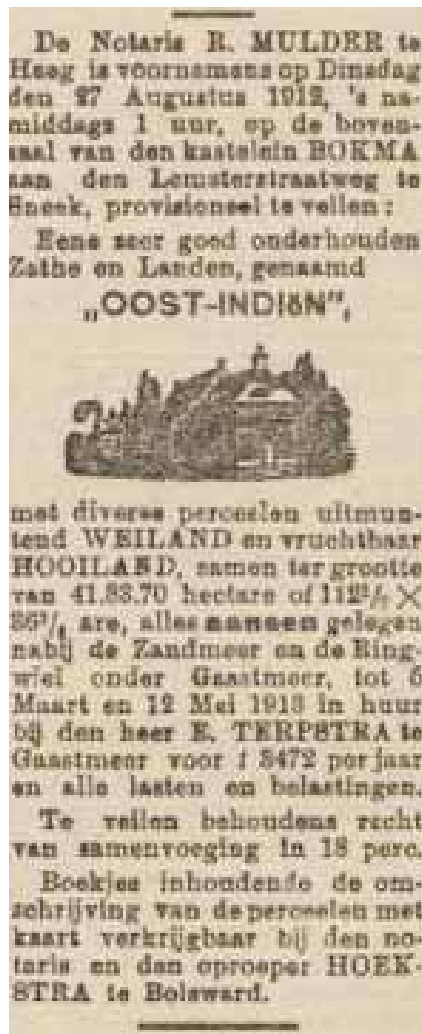 De Notaris R. MULDER te
Heeg is voornemens op Dinsdag
den 27 Augustus 1912, 's na-
middags 1 uur, op de boven-
zaal van den kastelein BOKMA
aan den Lemsterstraatweg te
Sneek, provisioneel te veilen:
Eene zeer goed onderhouden
Zathe en Landen, genaamd
„OOST-INDIËN",
met diverse perceelen uitmun-
tend WEILAND en vruchtbaar
HOOILAND, samen ter grootte
van 41.83.70 hectare of
are, alles aaneen gelegen
nabij de Zandmeer en de Ring-
wiel onder Gaastmeer, tot 6
Maart en 12 Mei 1913 in huur
bij den heer E. TERPSTRA te
Gaastmeer voor f 3472 per jaar
en alle lasten en belastingen.
Te veilen behoudens recht
van samenvoeging in 18 perc.
Boekjes inhoudende de om-
schrijving van de perceelen met
kaart verkrijgbaar bij den no-
taris en den oproeper HOEK-
STRA te Bolsward.